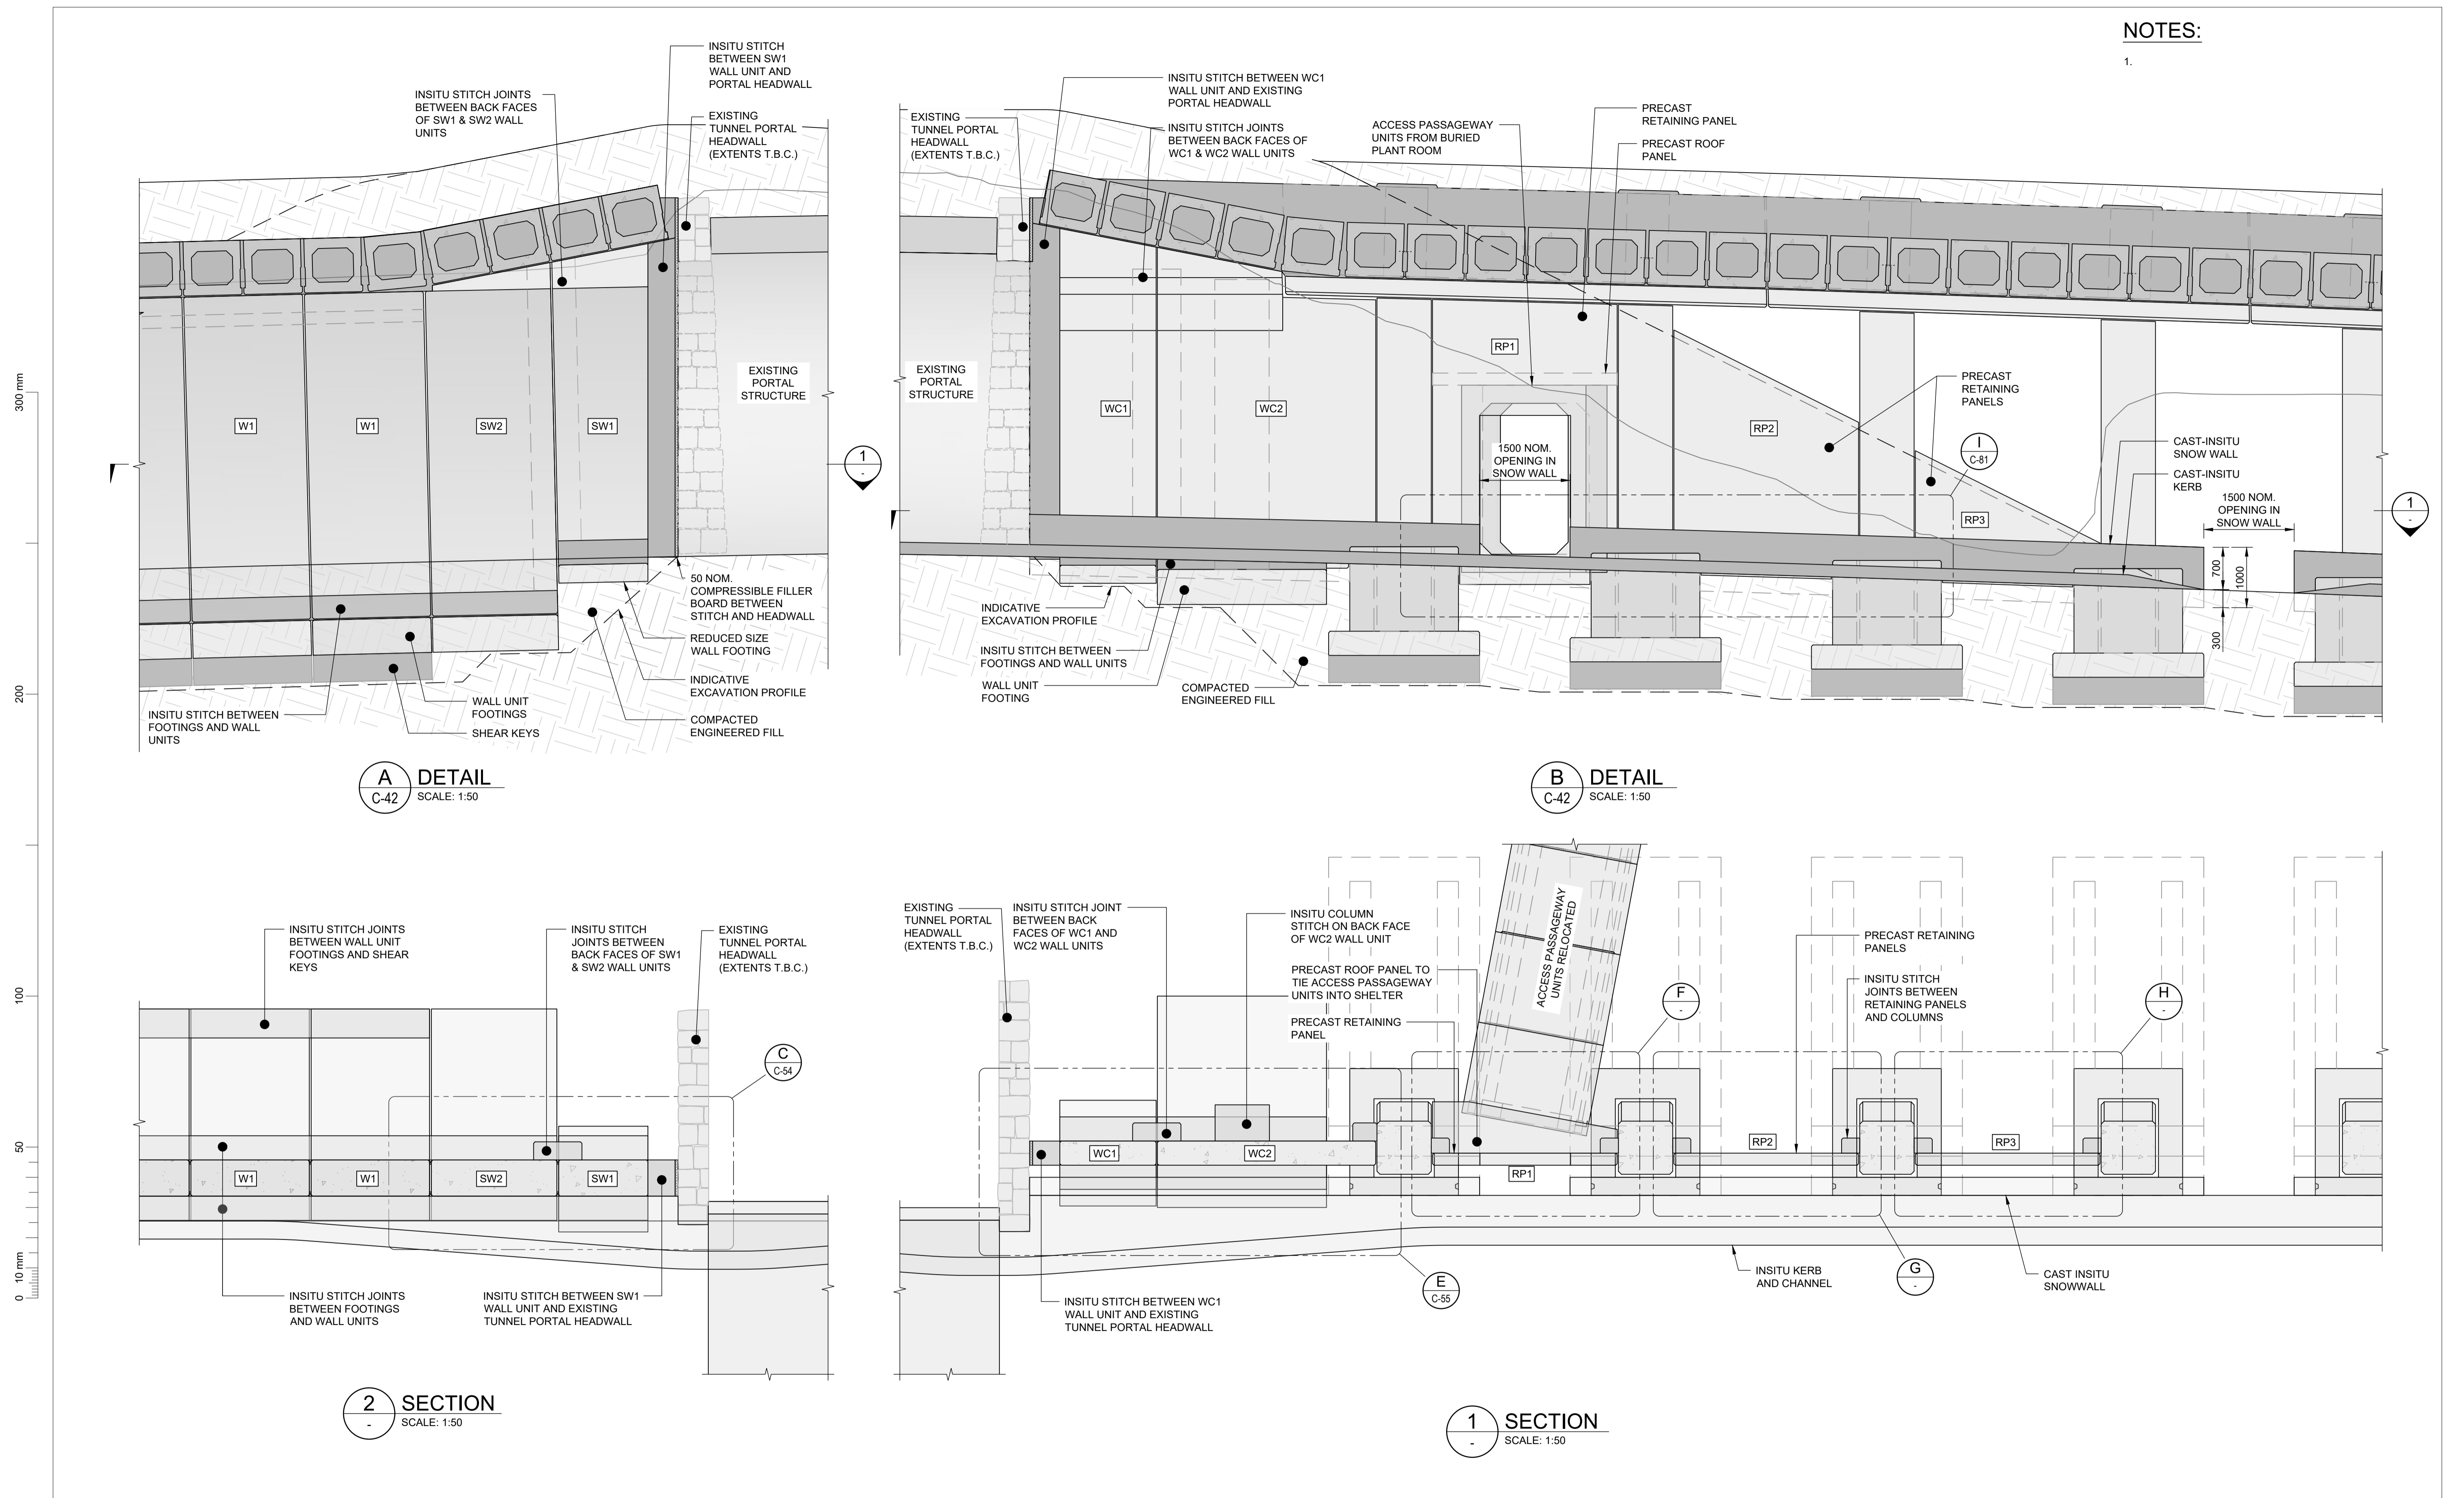 NOTES:
1.
INSITU STITCH
BETWEEN SW1
WALL UNIT AND
PORTAL HEADWALL
INSITU STITCH JOINTS
BETWEEN BACK FACES
OF SW1 & SW2 WALL
UNITS
EXISTING
TUNNEL PORTAL
HEADWALL
(EXTENTS T.B.C.)
EXISTING
PORTAL
STRUCTURE
W1
W1
SW2
SW1
1
-
50 NOM.
COMPRESSIBLE FILLER
BOARD BETWEEN
STITCH AND HEADWALL
REDUCED SIZE
WALL FOOTING
INDICATIVE
EXCAVATION PROFILE
COMPACTED
ENGINEERED FILL
WALL UNIT
FOOTINGS
SHEAR KEYS
INSITU STITCH BETWEEN
FOOTINGS AND WALL
UNITS
A
C-42
DETAIL
SCALE: 1:50
EXISTING
TUNNEL PORTAL
HEADWALL
(EXTENTS T.B.C.)
INSITU STITCH BETWEEN WC1
WALL UNIT AND EXISTING
PORTAL HEADWALL
INSITU STITCH JOINTS
BETWEEN BACK FACES OF
WC1 & WC2 WALL UNITS
ACCESS PASSAGEWAY
UNITS FROM BURIED
PLANT ROOM
PRECAST
RETAINING PANEL
PRECAST ROOF
PANEL
EXISTING
PORTAL
STRUCTURE
WC1
WC2
RP1
RP2
RP3
1500 NOM.
OPENING IN
SNOW WALL
PRECAST
RETAINING
PANELS
I
C-81
CAST-INSITU
SNOW WALL
CAST-INSITU
KERB
1500 NOM.
OPENING IN
SNOW WALL
700
1000
300
1
-
INDICATIVE
EXCAVATION PROFILE
INSITU STITCH BETWEEN
FOOTINGS AND WALL UNITS
WALL UNIT
FOOTING
COMPACTED
ENGINEERED FILL
B
C-42
DETAIL
SCALE: 1:50
INSITU STITCH JOINTS
BETWEEN WALL UNIT
FOOTINGS AND SHEAR
KEYS
INSITU STITCH
JOINTS BETWEEN
BACK FACES OF SW1
& SW2 WALL UNITS
EXISTING
TUNNEL PORTAL
HEADWALL
(EXTENTS T.B.C.)
C
C-54
W1
W1
SW2
SW1
INSITU STITCH JOINTS
BETWEEN FOOTINGS
AND WALL UNITS
INSITU STITCH BETWEEN SW1
WALL UNIT AND EXISTING
TUNNEL PORTAL HEADWALL
2
-
SECTION
SCALE: 1:50
EXISTING
TUNNEL PORTAL
HEADWALL
(EXTENTS T.B.C.)
INSITU STITCH JOINT
BETWEEN BACK
FACES OF WC1 AND
WC2 WALL UNITS
INSITU COLUMN
STITCH ON BACK FACE
OF WC2 WALL UNIT
PRECAST ROOF PANEL TO
TIE ACCESS PASSAGEWAY
UNITS INTO SHELTER
PRECAST RETAINING
PANEL
ACCESS PASSAGEWAY
UNITS RELOCATED
PRECAST RETAINING
PANELS
INSITU STITCH
JOINTS BETWEEN
RETAINING PANELS
AND COLUMNS
F
-
H
-
WC1
WC2
RP1
RP2
RP3
G
-
E
C-55
INSITU STITCH BETWEEN WC1
WALL UNIT AND EXISTING
TUNNEL PORTAL HEADWALL
INSITU KERB
AND CHANNEL
CAST INSITU
SNOWWALL
1
-
SECTION
SCALE: 1:50
300 mm
200
100
50
10 mm
0